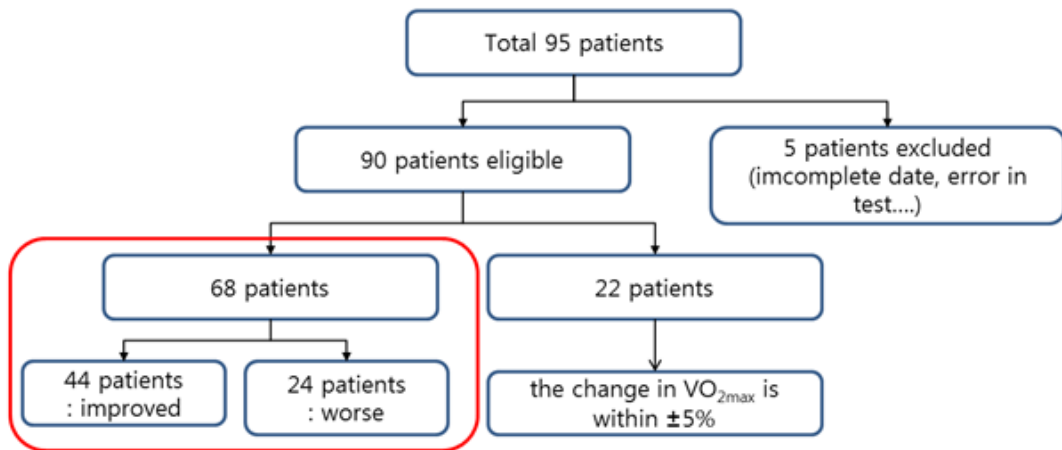 Total 95 patients
90 patients eligible
5 patients excluded
(imcomplete date, error in
test....)
68 patients
22 patients
44 patients
: improved
24 patients
: worse
the change in VO₂max is
within ±5%